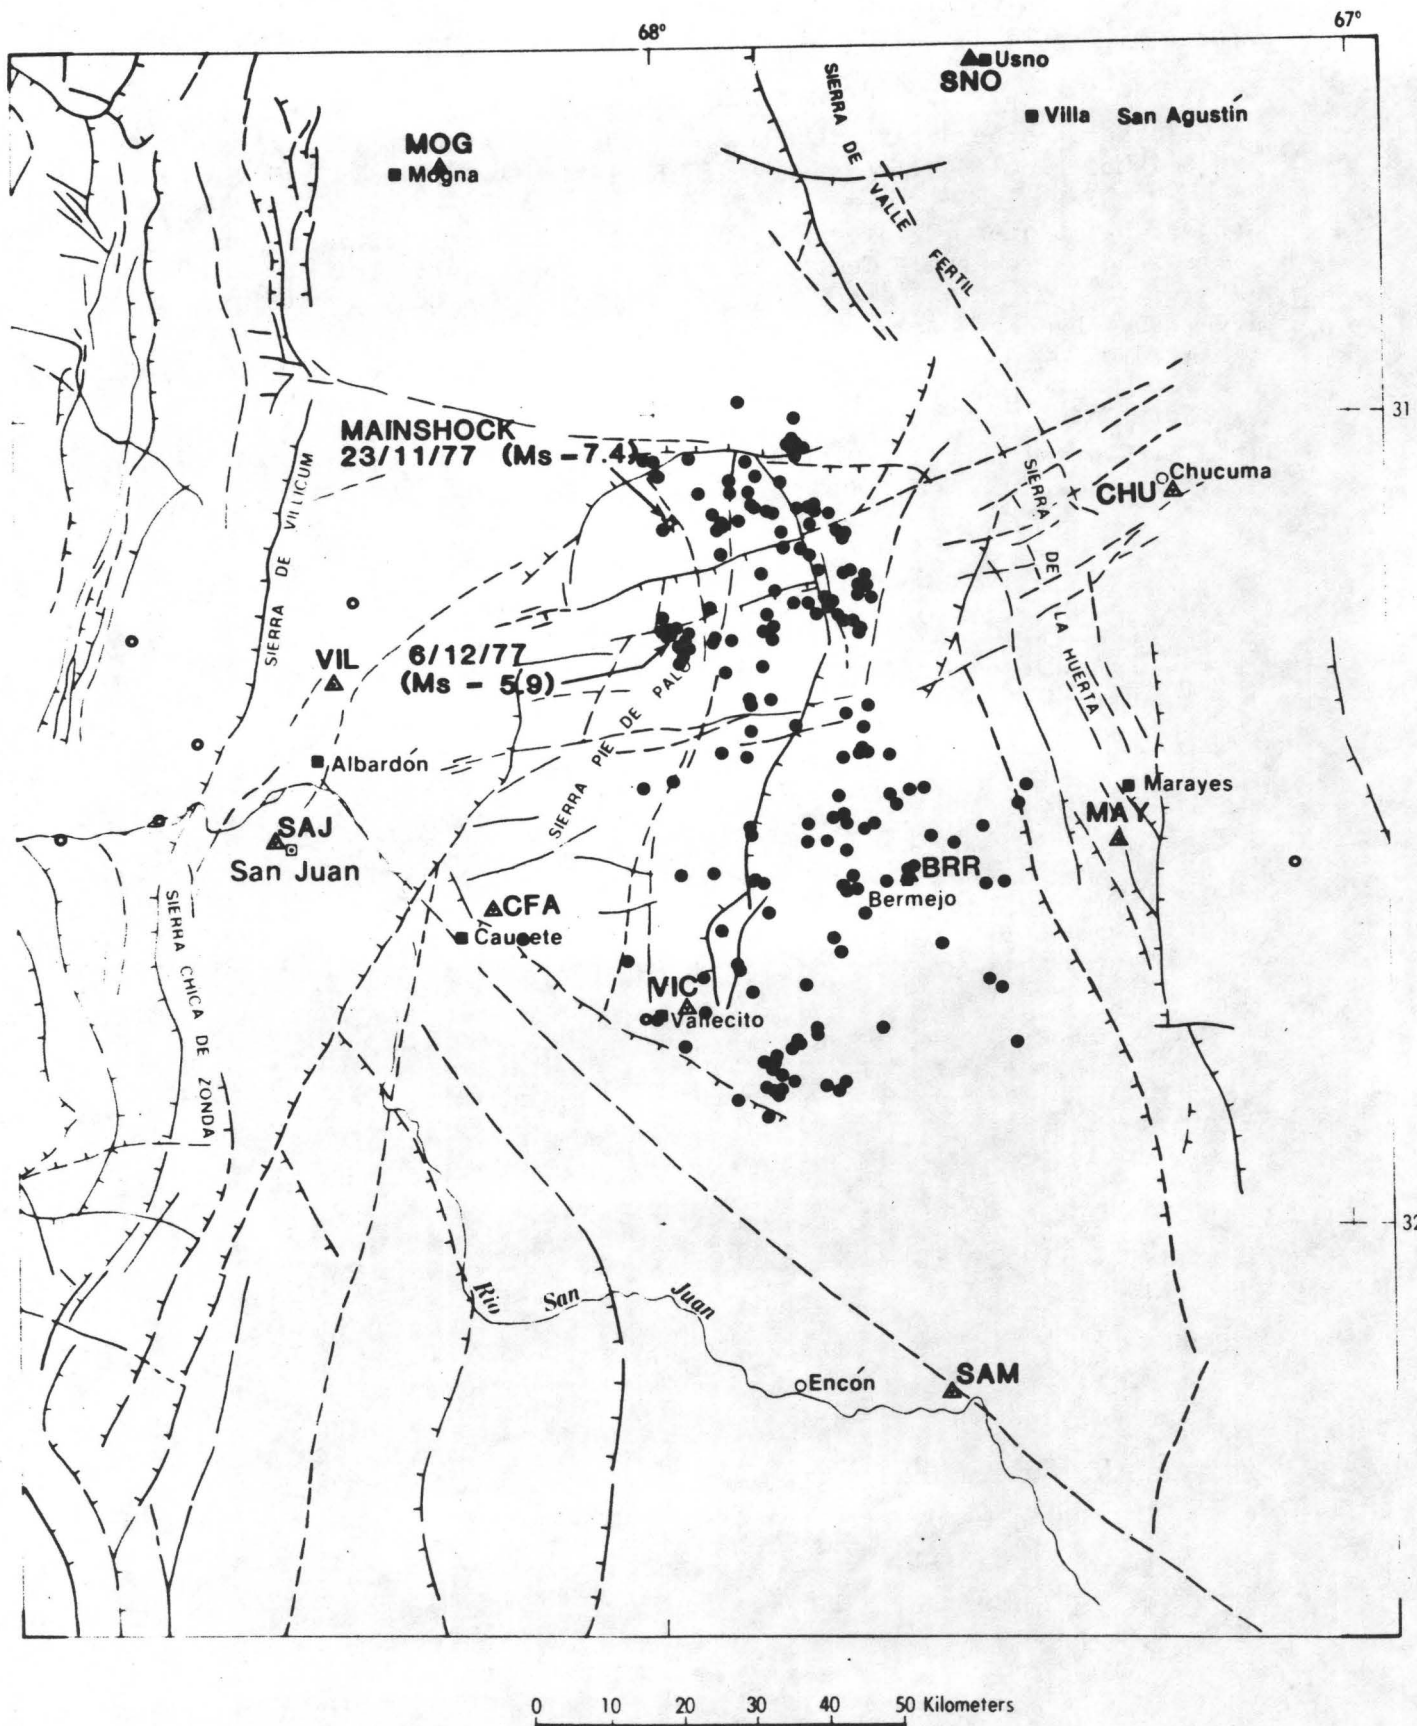 68° 67°
Usno
SNO
Villa San Agustín
SIERRA DE VALLE FERTIL
MOG
Mogna
31
MAINSHOCK
23/11/77 (Ms - 7.4)
SIERRA DE VILLICUM
Chucuma
CHU
SIERRA DE LA HUERTA
VIL
6/12/77
(Ms - 5.9)
SIERRA PIE DE PALO
Albardón
Marayes
MAY
SAJ
San Juan
BRR
Bermejo
CFA
Caucete
SIERRA CHICA DE ZONDA
VIC
Vallecito
32
Rio San Juan
Encón
SAM
0 10 20 30 40 50 Kilometers